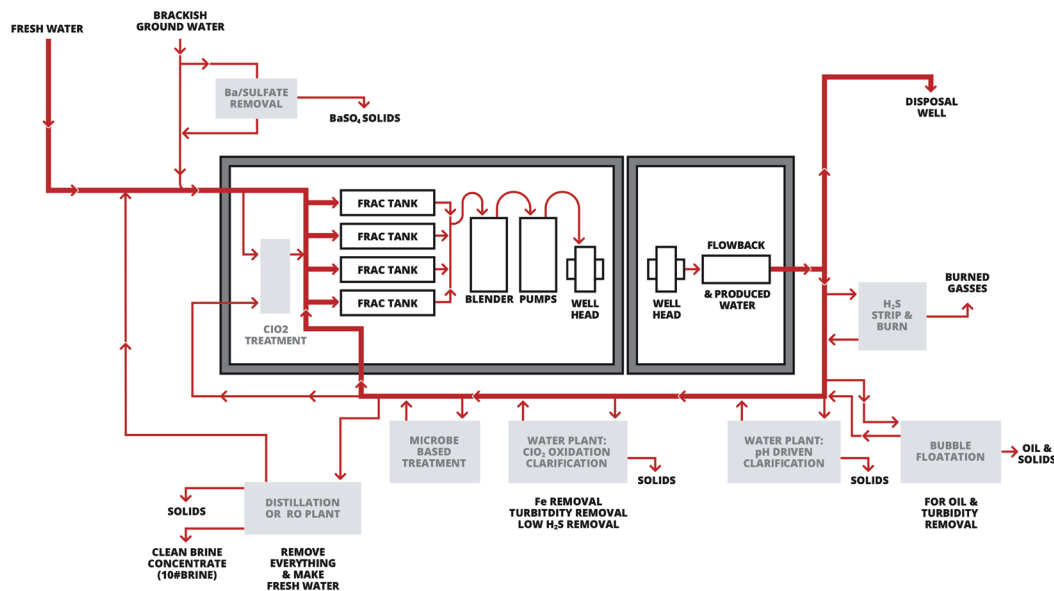 FRESH WATER
BRACKISH
GROUND WATER
Ba/SULFATE
REMOVAL
BaSO₄ SOLIDS
DISPOSAL
WELL
FRAC TANK
FRAC TANK
FRAC TANK
FRAC TANK
BLENDER
PUMPS
WELL
HEAD
ClO2
TREATMENT
WELL
HEAD
FLOWBACK
& PRODUCED
WATER
H₂S
STRIP &
BURN
BURNED
GASSES
MICROBE
BASED
TREATMENT
WATER PLANT:
ClO₂ OXIDATION
CLARIFICATION
SOLIDS
Fe REMOVAL
TURBITDITY REMOVAL
LOW H₂S REMOVAL
WATER PLANT:
pH DRIVEN
CLARIFICATION
SOLIDS
BUBBLE
FLOATATION
OIL &
SOLIDS
FOR OIL &
TURBIDITY
REMOVAL
DISTILLATION
OR RO PLANT
SOLIDS
CLEAN BRINE
CONCENTRATE
(10#BRINE)
REMOVE
EVERYTHING
& MAKE
FRESH WATER